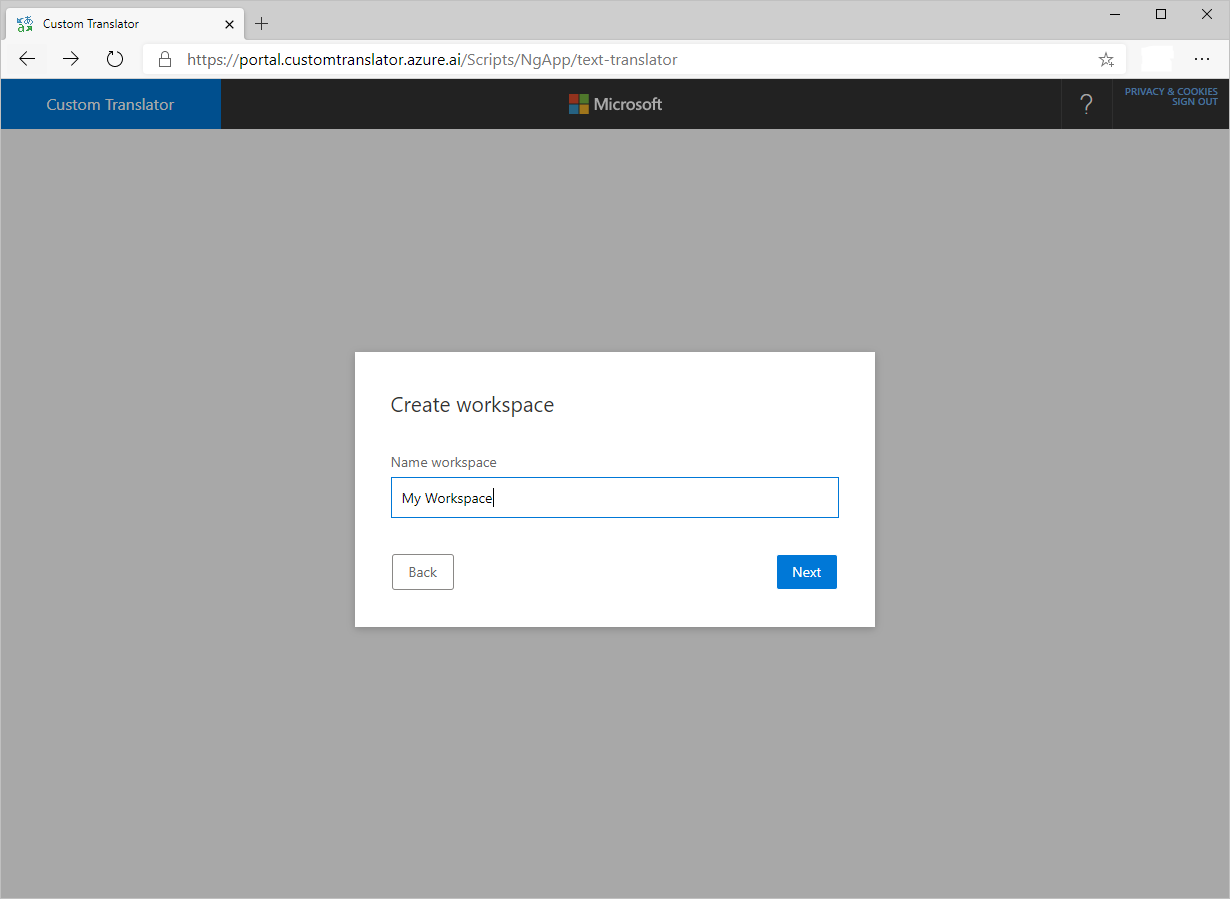 Custom Translator
https://portal.customtranslator.azure.ai/Scripts/NgApp/text-translator
Custom Translator
Microsoft
?
PRIVACY & COOKIES
SIGN OUT
Create workspace
Name workspace
My Workspace
Back
Next